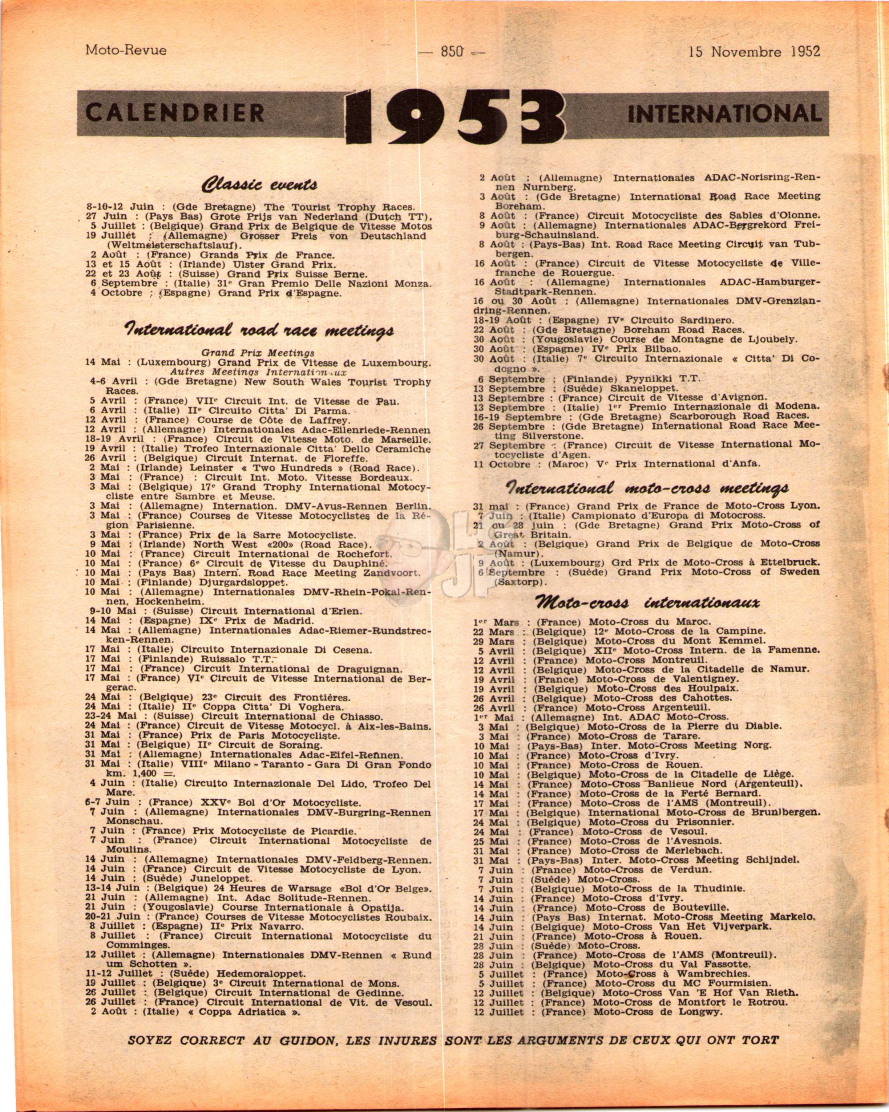 Moto-Revue
— 850 —
15 Novembre 1952
CALENDRIER 1953 INTERNATIONAL
Classic events
8-10-12 Juin : (Gde Bretagne) The Tourist Trophy Races.
27 Juin : (Pays Bas) Grote Prijs van Nederland (Dutch TT).
5 Juillet : (Belgique) Grand Prix de Belgique de Vitesse Motos
19 Juillet : (Allemagne) Grosser Preis von Deutschland
(Weltmeisterschaftslauf).
2 Août : (France) Grands Prix de France.
13 et 15 Août : (Irlande) Ulster Grand Prix.
22 et 23 Août : (Suisse) Grand Prix Suisse Berne.
6 Septembre : (Italie) 31e Gran Premio Delle Nazioni Monza.
4 Octobre : (Espagne) Grand Prix d'Espagne.
International road race meetings
Grand Prix Meetings
14 Mai : (Luxembourg) Grand Prix de Vitesse de Luxembourg.
Autres Meetings Internationaux
4-6 Avril : (Gde Bretagne) New South Wales Tourist Trophy
Races.
5 Avril : (France) VIIe Circuit Int. de Vitesse de Pau.
6 Avril : (Italie) IIe Circuito Citta' Di Parma.
12 Avril : (France) Course de Côte de Laffrey.
12 Avril : (Allemagne) Internationales Adac-Eilenriede-Rennen
18-19 Avril : (France) Circuit de Vitesse Moto. de Marseille.
19 Avril : (Italie) Trofeo Internazionale Citta' Dello Ceramiche
26 Avril : (Belgique) Circuit Internat. de Floreffe.
2 Mai : (Irlande) Leinster « Two Hundreds » (Road Race).
3 Mai : (France) : Circuit Int. Moto. Vitesse Bordeaux.
3 Mai : (Belgique) 17e Grand Trophy International Motocy-
cliste entre Sambre et Meuse.
3 Mai : (Allemagne) Internation. DMV-Avus-Rennen Berlin.
3 Mai : (France) Courses de Vitesse Motocyclistes de la Ré-
gion Parisienne.
3 Mai : (France) Prix de la Sarre Motocycliste.
9 Mai : (Irlande) North West «200» (Road Race).
10 Mai : (France) Circuit International de Rochefort.
10 Mai : (France) 6e Circuit de Vitesse du Dauphiné.
10 Mai : (Pays Bas) Intern. Road Race Meeting Zandvoort.
10 Mai : (Finlande) Djurgardsloppet.
10 Mai : (Allemagne) Internationales DMV-Rhein-Pokal-Ren-
nen, Hockenheim.
9-10 Mai : (Suisse) Circuit International d'Erlen.
14 Mai : (Espagne) IXe Prix de Madrid.
14 Mai : (Allemagne) Internationales Adac-Riemer-Rundstrec-
ken-Rennen.
17 Mai : (Italie) Circuito Internazionale Di Cesena.
17 Mai : (Finlande) Ruissalo T.T.
17 Mai : (France) Circuit International de Draguignan.
17 Mai : (France) VIe Circuit de Vitesse International de Ber-
gerac.
24 Mai : (Belgique) 23e Circuit des Frontières.
24 Mai : (Italie) IIe Coppa Citta' Di Voghera.
23-24 Mai : (Suisse) Circuit International de Chiasso.
24 Mai : (France) Circuit de Vitesse Motocycl. à Aix-les-Bains.
31 Mai : (France) Prix de Paris Motocycliste.
31 Mai : (Belgique) IIe Circuit de Soraing.
31 Mai : (Allemagne) Internationales Adac-Eifel-Rennen.
31 Mai : (Italie) VIIIe Milano - Taranto - Gara Di Gran Fondo
km. 1,400 =.
4 Juin : (Italie) Circuito Internazionale Del Lido, Trofeo Del
Mare.
6-7 Juin : (France) XXVe Bol d'Or Motocycliste.
7 Juin : (Allemagne) Internationales DMV-Burgring-Rennen
Monschau.
7 Juin : (France) Prix Motocycliste de Picardie.
7 Juin : (France) Circuit International Motocycliste de
Moulins.
14 Juin : (Allemagne) Internationales DMV-Feldberg-Rennen.
14 Juin : (France) Circuit de Vitesse Motocycliste de Lyon.
14 Juin : (Suède) Juneloppet.
13-14 Juin : (Belgique) 24 Heures de Warsage «Bol d'Or Belge».
21 Juin : (Allemagne) Int. Adac Solitude-Rennen.
21 Juin : (Yougoslavie) Course Internationale à Opatija.
20-21 Juin : (France) Courses de Vitesse Motocyclistes Roubaix.
8 Juillet : (Espagne) IIe Prix Navarro.
8 Juillet : (France) Circuit International Motocycliste du
Comminges.
12 Juillet : (Allemagne) Internationales DMV-Rennen « Rund
um Schotten ».
11-12 Juillet : (Suède) Hedemoraloppet.
19 Juillet : (Belgique) 3e Circuit International de Mons.
26 Juillet : (Belgique) Circuit International de Gedinne.
26 Juillet : (France) Circuit International de Vit. de Vesoul.
2 Août : (Italie) « Coppa Adriatica ».
2 Août : (Allemagne) Internationales ADAC-Norisring-Ren-
nen Nurnberg.
3 Août : (Gde Bretagne) International Road Race Meeting
Boreham.
8 Août : (France) Circuit Motocycliste des Sables d'Olonne.
9 Août : (Allemagne) Internationales ADAC-Bergrekord Frei-
burg-Schauinsland.
8 Août : (Pays-Bas) Int. Road Race Meeting Circuit van Tub-
bergen.
16 Août : (France) Circuit de Vitesse Motocycliste de Ville-
franche de Rouergue.
16 Août : (Allemagne) Internationales ADAC-Hamburger-
Stadtpark-Rennen.
16 ou 30 Août : (Allemagne) Internationales DMV-Grenzlan-
dring-Rennen.
18-19 Août : (Espagne) IVe Circuito Sardinero.
22 Août : (Gde Bretagne) Boreham Road Races.
30 Août : (Yougoslavie) Course de Montagne de Ljoubely.
30 Août : (Espagne) IVe Prix Bilbao.
30 Août : (Italie) 7e Circuito Internazionale « Citta' Di Co-
dogno ».
6 Septembre : (Finlande) Pyynikki T.T.
13 Septembre : (Suède) Skaneloppet.
13 Septembre : (France) Circuit de Vitesse d'Avignon.
13 Septembre : (Italie) 1er Premio Internazionale di Modena.
16-19 Septembre : (Gde Bretagne) Scarborough Road Races.
26 Septembre : (Gde Bretagne) International Road Race Mee-
ting Silverstone.
27 Septembre : (France) Circuit de Vitesse International Mo-
tocycliste d'Agen.
11 Octobre : (Maroc) Ve Prix International d'Anfa.
International moto-cross meetings
31 mai : (France) Grand Prix de France de Moto-Cross Lyon.
7 Juin : (Italie) Campionato d'Europa di Motocross.
21 ou 28 juin : (Gde Bretagne) Grand Prix Moto-Cross of
Great Britain.
2 Août : (Belgique) Grand Prix de Belgique de Moto-Cross
(Namur).
9 Août : (Luxembourg) Grd Prix de Moto-Cross à Ettelbruck.
6 Septembre : (Suède) Grand Prix Moto-Cross of Sweden
(Saxtorp).
Moto-cross internationaux
1er Mars : (France) Moto-Cross du Maroc.
22 Mars : (Belgique) 12e Moto-Cross de la Campine.
29 Mars : (Belgique) Moto-Cross du Mont Kemmel.
5 Avril : (Belgique) XIIe Moto-Cross Intern. de la Famenne.
12 Avril : (France) Moto-Cross Montreuil.
12 Avril : (Belgique) Moto-Cross de la Citadelle de Namur.
19 Avril : (France) Moto-Cross de Valentigney.
19 Avril : (Belgique) Moto-Cross des Houlpaix.
26 Avril : (Belgique) Moto-Cross des Cahottes.
26 Avril : (France) Moto-Cross Argenteuil.
1er Mai : (Allemagne) Int. ADAC Moto-Cross.
3 Mai : (Belgique) Moto-Cross de la Pierre du Diable.
3 Mai : (France) Moto-Cross de Tarare.
10 Mai : (Pays-Bas) Inter. Moto-Cross Meeting Norg.
10 Mai : (France) Moto-Cross d'Ivry.
10 Mai : (France) Moto-Cross de Rouen.
10 Mai : (Belgique) Moto-Cross de la Citadelle de Liège.
14 Mai : (France) Moto-Cross Banlieue Nord (Argenteuil).
14 Mai : (France) Moto-Cross de la Ferté Bernard.
17 Mai : (France) Moto-Cross de l'AMS (Montreuil).
17 Mai : (Belgique) International Moto-Cross de Brunlbergen.
24 Mai : (Belgique) Moto-Cross du Prisonnier.
24 Mai : (France) Moto-Cross de Vesoul.
25 Mai : (France) Moto-Cross de l'Avesnois.
31 Mai : (France) Moto-Cross de Merlebach.
31 Mai : (Pays-Bas) Inter. Moto-Cross Meeting Schijndel.
7 Juin : (France) Moto-Cross de Verdun.
7 Juin : (Suède) Moto-Cross.
7 Juin : (Belgique) Moto-Cross de la Thudinie.
14 Juin : (France) Moto-Cross d'Ivry.
14 Juin : (France) Moto-Cross de Bouteville.
14 Juin : (Pays Bas) Internat. Moto-Cross Meeting Markelo.
14 Juin : (Belgique) Moto-Cross Van Het Vijverpark.
21 Juin : (France) Moto-Cross à Rouen.
28 Juin : (Suède) Moto-Cross.
28 Juin : (France) Moto-Cross de l'AMS (Montreuil).
28 Juin : (Belgique) Moto-Cross du Val Fassotte.
5 Juillet : (France) Moto-Cross à Wambrechies.
5 Juillet : (France) Moto-Cross du MC Fourmisien.
12 Juillet : (Belgique) Moto-Cross Van 'E Hof Van Rieth.
12 Juillet : (France) Moto-Cross de Montfort le Rotrou.
12 Juillet : (France) Moto-Cross de Longwy.
SOYEZ CORRECT AU GUIDON, LES INJURES SONT LES ARGUMENTS DE CEUX QUI ONT TORT